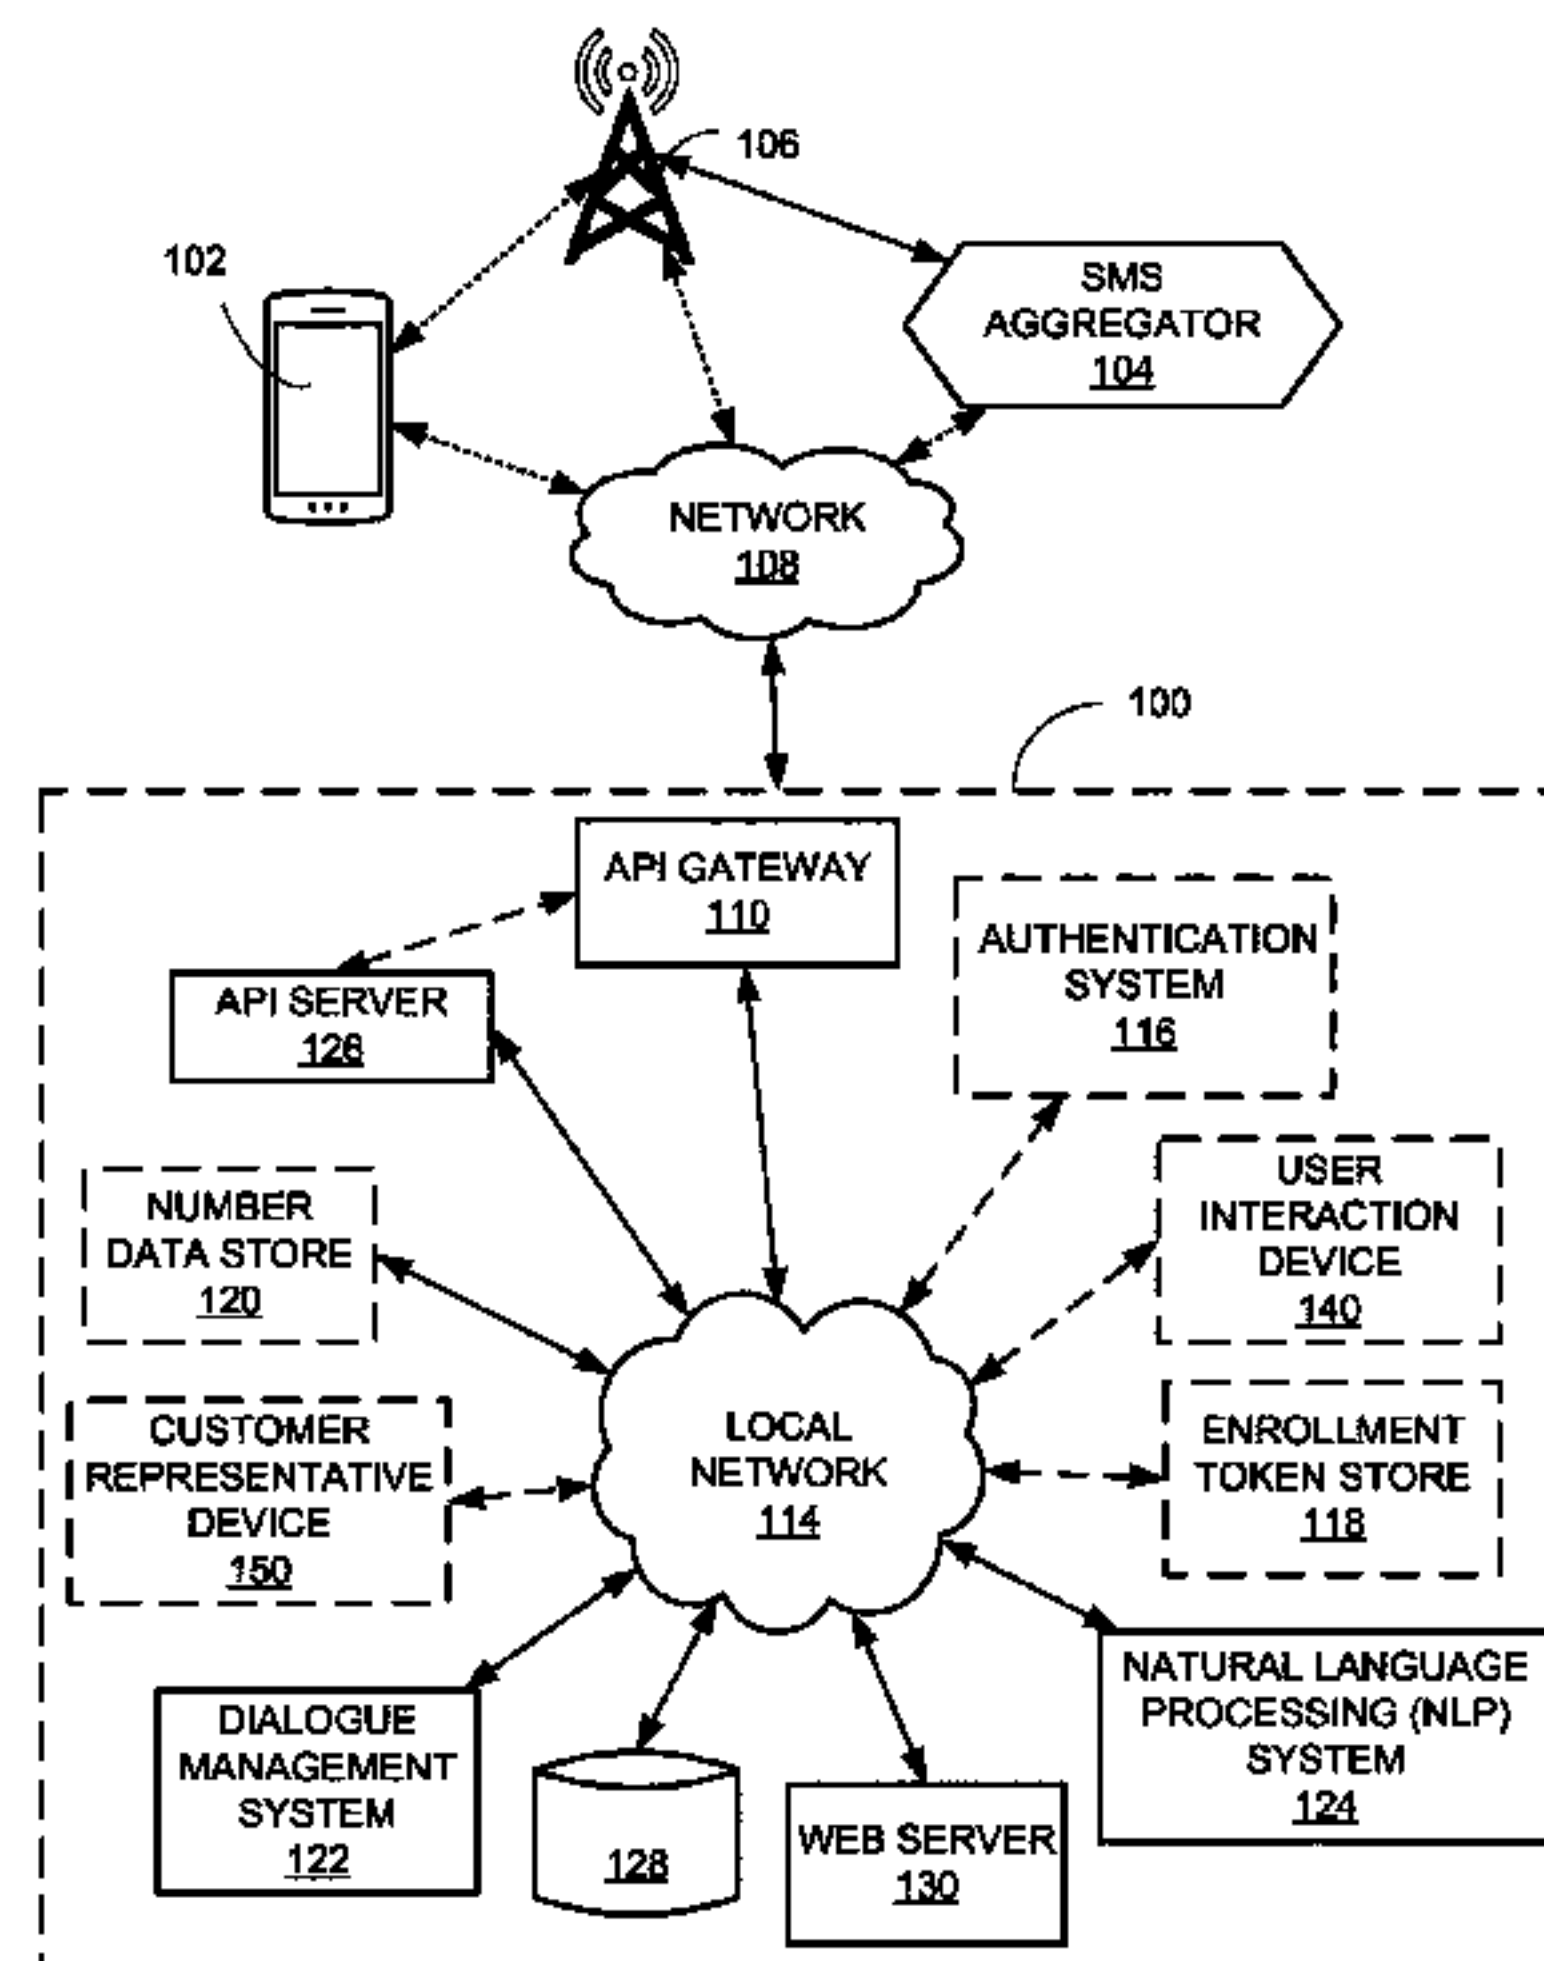 106
102
SMS
AGGREGATOR
104
NETWORK
108
100
API GATEWAY
110
AUTHENTICATION
SYSTEM
116
API SERVER
126
USER
INTERACTION
DEVICE
140
NUMBER
DATA STORE
120
LOCAL
NETWORK
114
CUSTOMER
REPRESENTATIVE
DEVICE
150
ENROLLMENT
TOKEN STORE
118
NATURAL LANGUAGE
PROCESSING (NLP)
SYSTEM
124
DIALOGUE
MANAGEMENT
SYSTEM
122
128
WEB SERVER
130